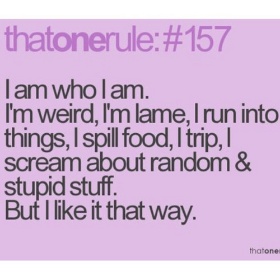 thatonerule:#157
I am who I am.
I'm weird, I'm lame, I run into
things, I spill food, I trip, I
scream about random &
stupid stuff.
But I like it that way.
thatone